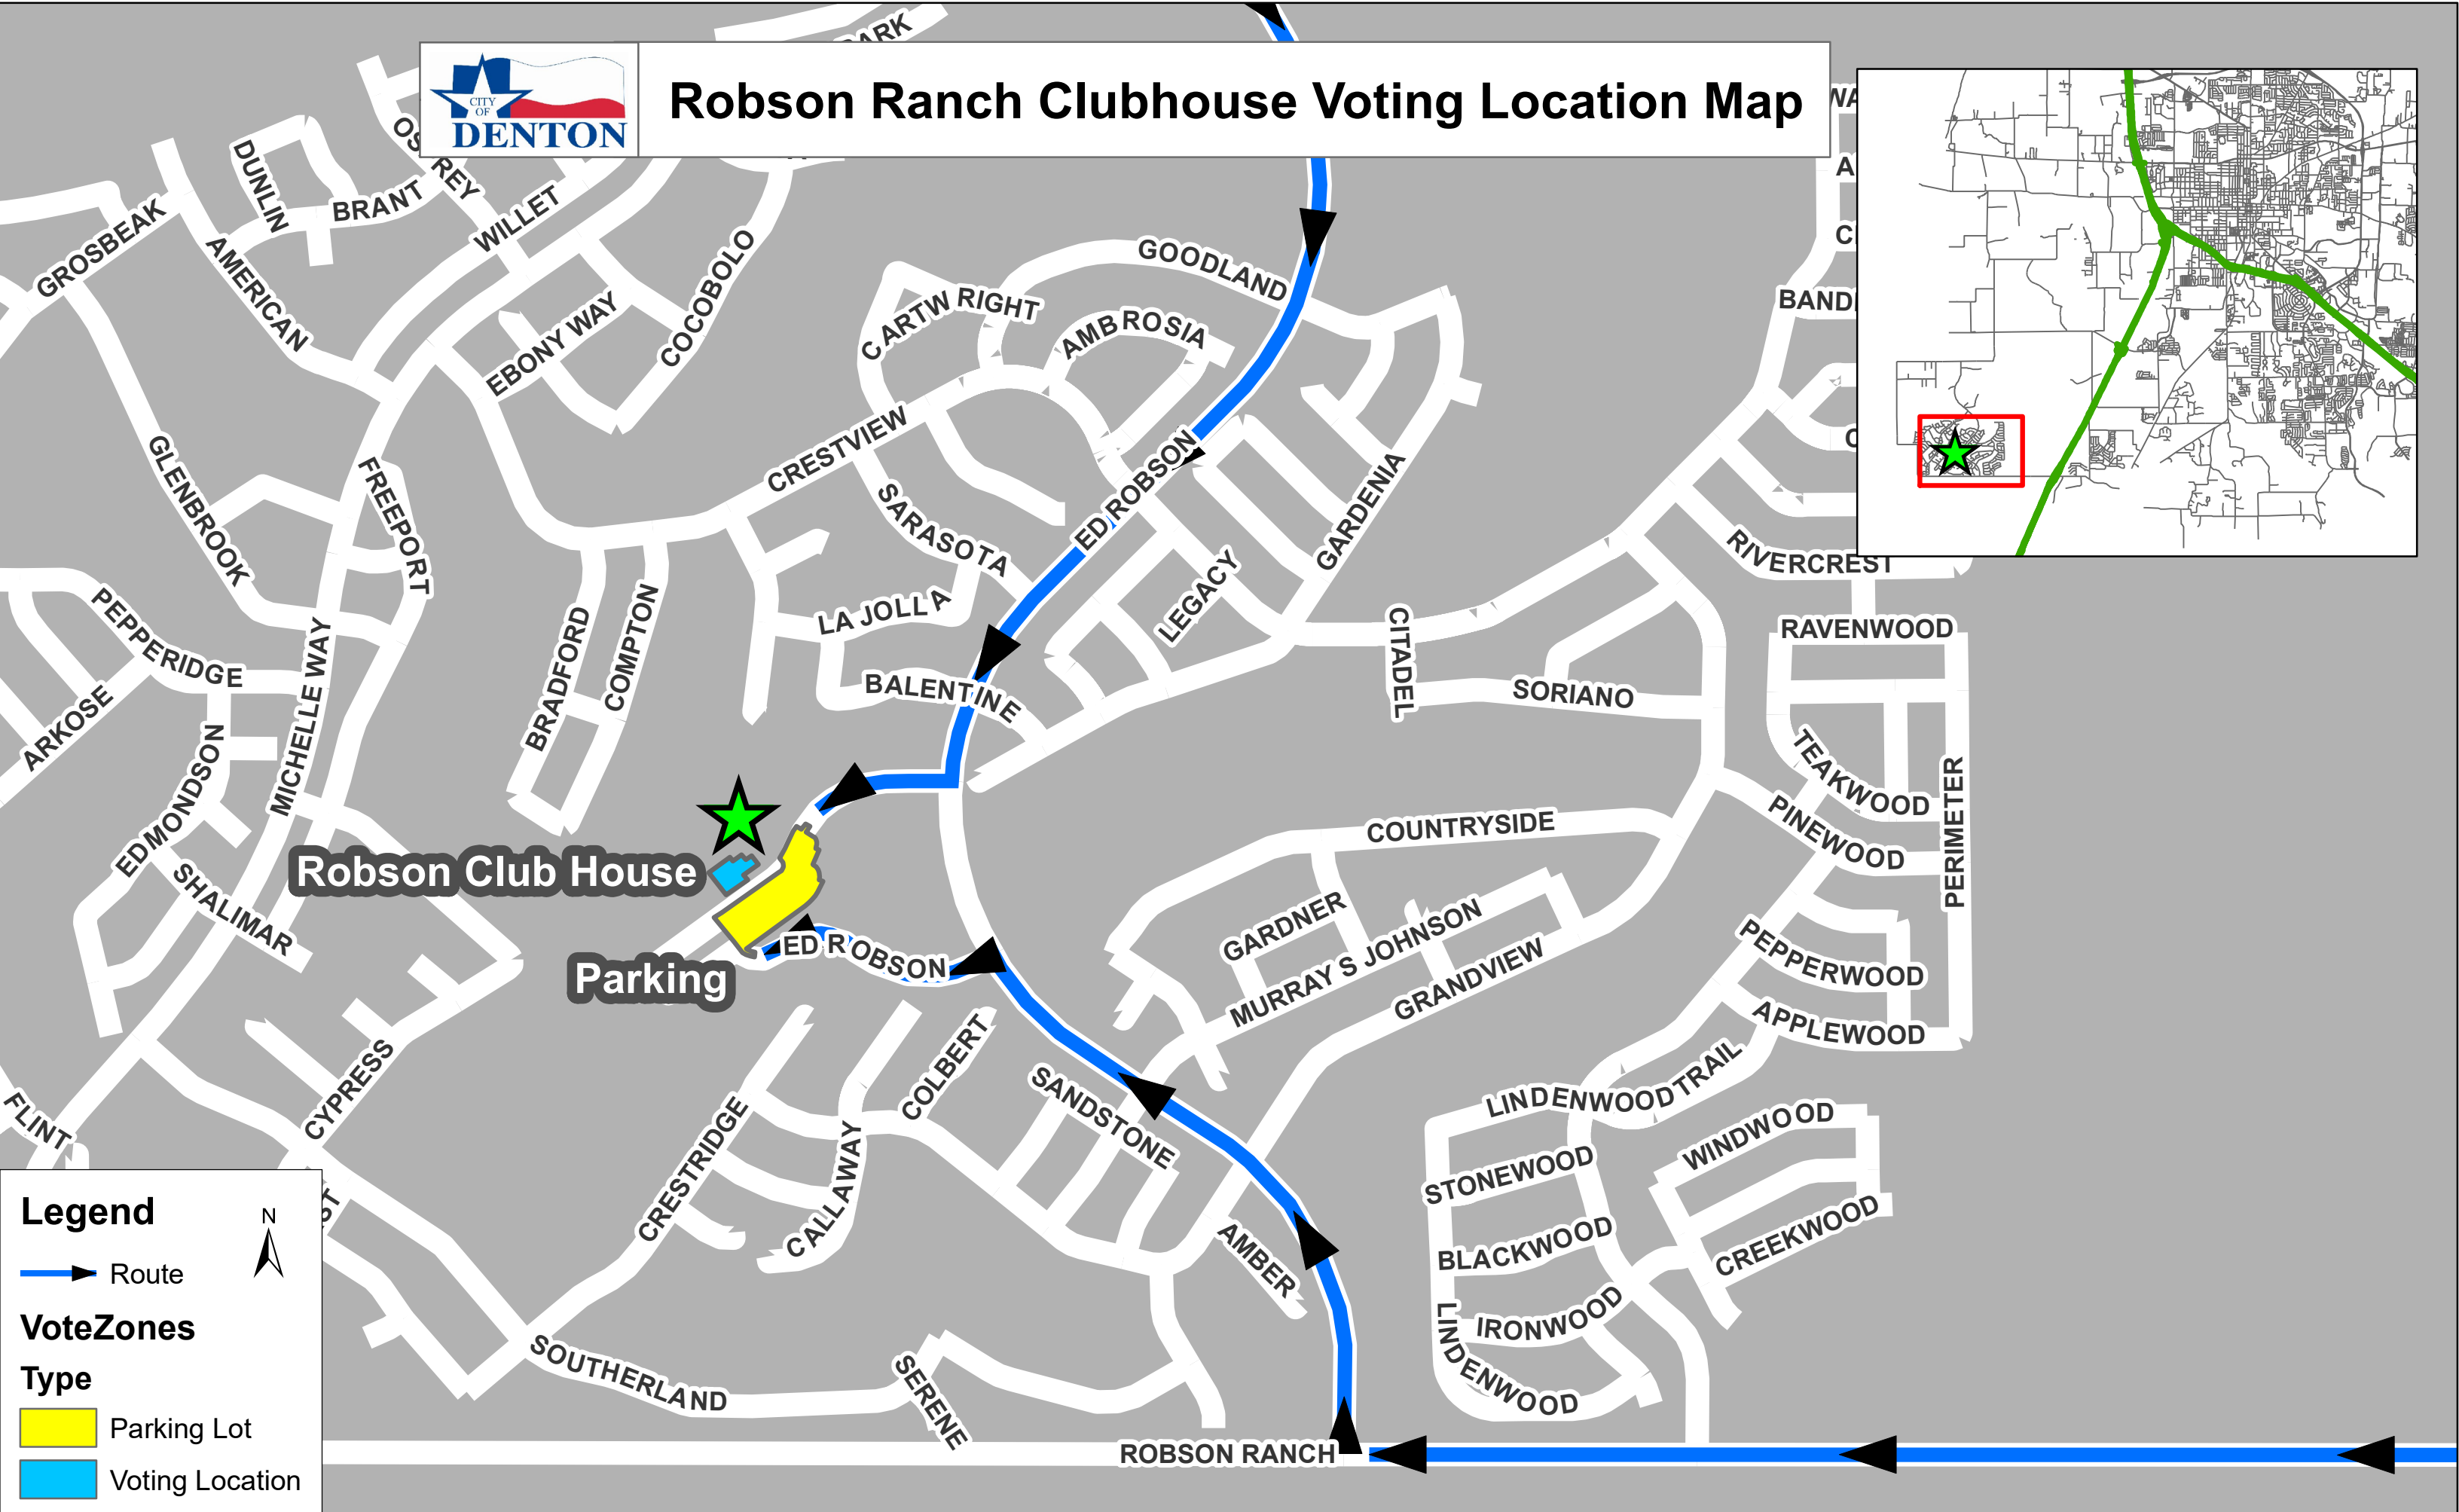 PARK
CITY
OF
DENTON
Robson Ranch Clubhouse Voting Location Map
OSPREY
DUNLIN
BRANT
WILLET
GROSBEAK
AMERICAN
COCOBOLO
EBONY WAY
GOODLAND
CARTWRIGHT
AMBROSIA
BANDE
CRESTVIEW
GLENBROOK
FREEPORT
SARASOTA
ED ROBSON
GARDENIA
LEGACY
RIVERCREST
RAVENWOOD
PEPPERIDGE
LA JOLLA
BRADFORD
COMPTON
CITADEL
BALENTINE
SORIANO
ARKOSE
MICHELLE WAY
EDMONDSON
TEAKWOOD
PINEWOOD
PERIMETER
COUNTRYSIDE
Robson Club House
SHALIMAR
GARDNER
MURRAY S JOHNSON
GRANDVIEW
PEPPERWOOD
ED ROBSON
Parking
APPLEWOOD
CYPRESS
COLBERT
SANDSTONE
LINDENWOOD TRAIL
FLINT
WINDWOOD
CRESTRIDGE
CALLAWAY
STONEWOOD
AMBER
BLACKWOOD
CREEKWOOD
IRONWOOD
LINDENWOOD
SOUTHERLAND
SERENE
ROBSON RANCH
Legend
N
Route
VoteZones
Type
Parking Lot
Voting Location